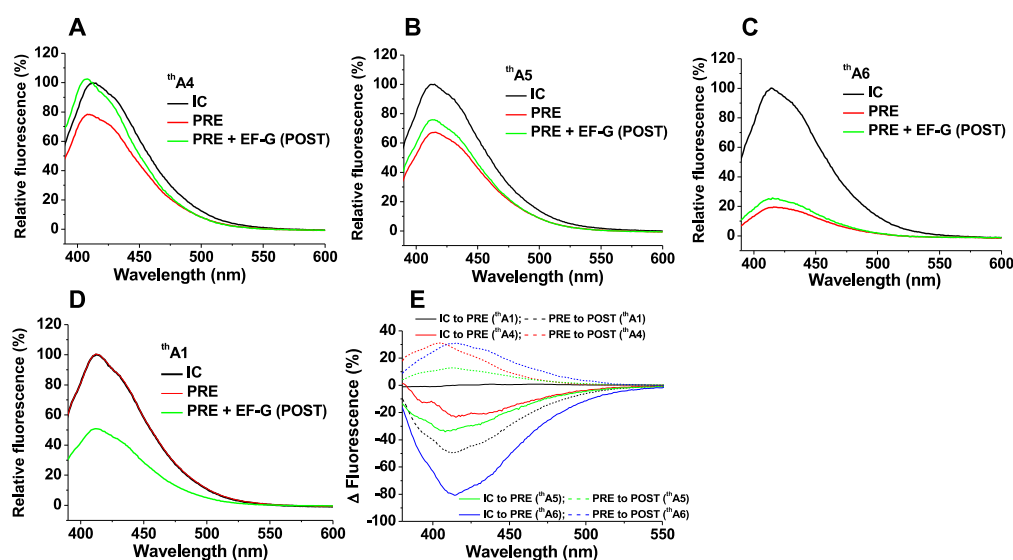 A
Relative fluorescence (%)
120
100
80
60
40
20
0
thA4
IC
PRE
PRE + EF-G (POST)
400 450 500 550 600
Wavelength (nm)
B
Relative fluorescence (%)
120
100
80
60
40
20
0
thA5
IC
PRE
PRE + EF-G (POST)
400 450 500 550 600
Wavelength (nm)
C
Relative fluorescence (%)
120
100
80
60
40
20
0
thA6
IC
PRE
PRE + EF-G (POST)
400 450 500 550 600
Wavelength (nm)
D
Relative fluorescence (%)
120
100
80
60
40
20
0
thA1
IC
PRE
PRE + EF-G (POST)
400 450 500 550 600
Wavelength (nm)
E
Δ Fluorescence (%)
40
20
0
-20
-40
-60
-80
-100
IC to PRE (thA1); PRE to POST (thA1)
IC to PRE (thA4); PRE to POST (thA4)
IC to PRE (thA5); PRE to POST (thA5)
IC to PRE (thA6); PRE to POST (thA6)
400 450 500 550
Wavelength (nm)